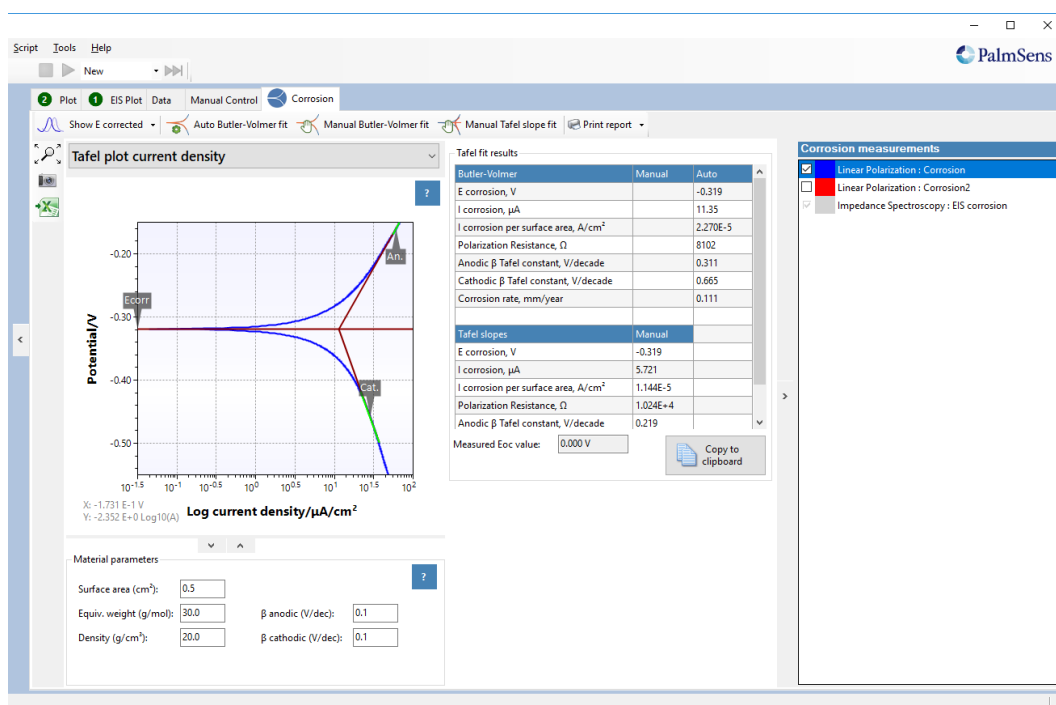 Script Tools Help
PalmSens
New
2 Plot 1 EIS Plot Data Manual Control Corrosion
Show E corrected Auto Butler-Volmer fit Manual Butler-Volmer fit Manual Tafel slope fit Print report
Tafel plot current density
?
Ecorr
An.
Cat.
-0.20
-0.30
-0.40
-0.50
Potential/V
10^-1.5 10^-1 10^-0.5 10^0 10^0.5 10^1 10^1.5 10^2
X: -1.731 E-1 V
Y: -2.352 E+0 Log10(A)
Log current density/µA/cm²
Material parameters
?
Surface area (cm²): 0.5
Equiv. weight (g/mol): 30.0 β anodic (V/dec): 0.1
Density (g/cm³): 20.0 β cathodic (V/dec): 0.1
Tafel fit results
Butler-Volmer Manual Auto
E corrosion, V -0.319
I corrosion, µA 11.35
I corrosion per surface area, A/cm² 2.270E-5
Polarization Resistance, Ω 8102
Anodic β Tafel constant, V/decade 0.311
Cathodic β Tafel constant, V/decade 0.665
Corrosion rate, mm/year 0.111
Tafel slopes Manual
E corrosion, V -0.319
I corrosion, µA 5.721
I corrosion per surface area, A/cm² 1.144E-5
Polarization Resistance, Ω 1.024E+4
Anodic β Tafel constant, V/decade 0.219
Measured Eoc value: 0.000 V
Copy to
clipboard
Corrosion measurements
Linear Polarization : Corrosion
Linear Polarization : Corrosion2
Impedance Spectroscopy : EIS corrosion